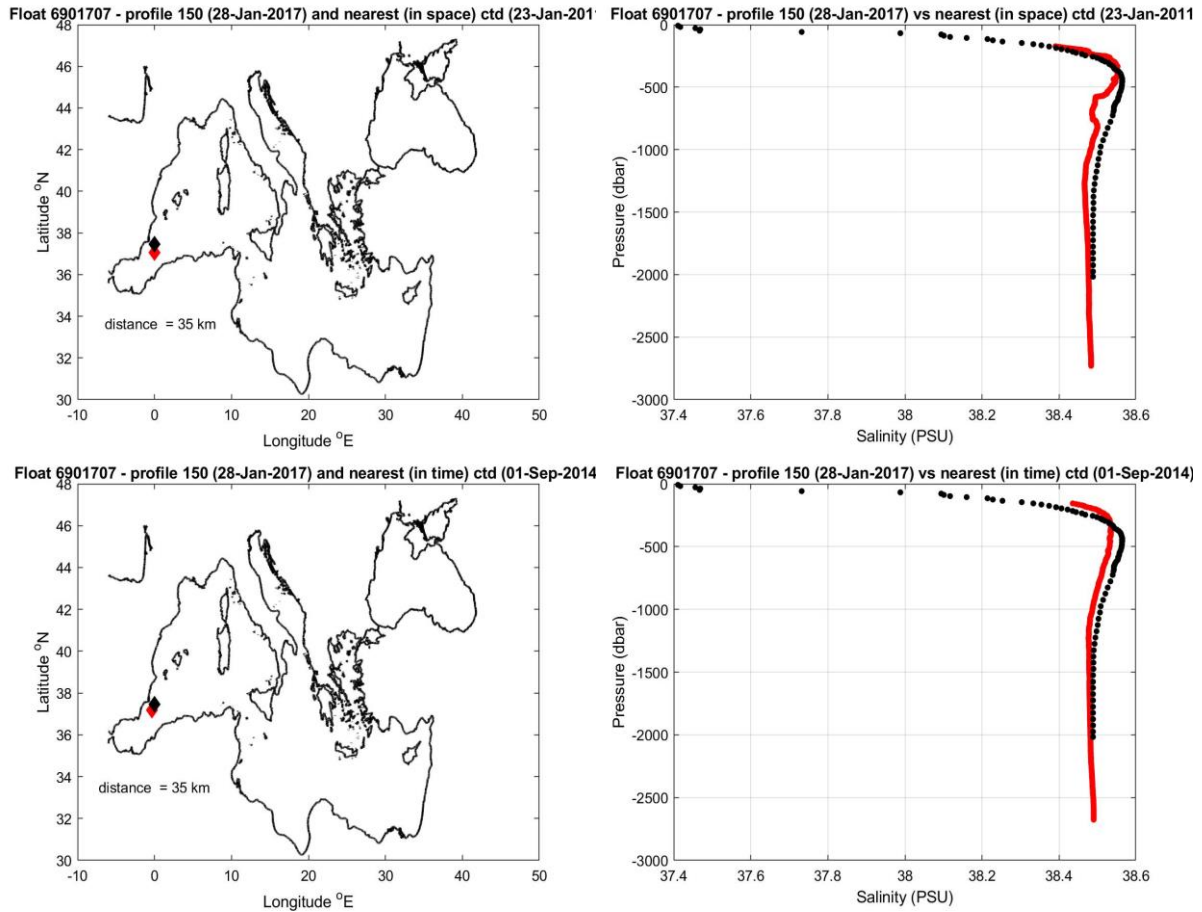 Float 6901707 - profile 150 (28-Jan-2017) and nearest (in space) ctd (23-Jan-201
48
46
44
42
40
38
36
34
32
30
Latitude °N
distance = 35 km
-10 0 10 20 30 40 50
Longitude °E
Float 6901707 - profile 150 (28-Jan-2017) vs nearest (in space) ctd (23-Jan-2011
0
-500
-1000
-1500
-2000
-2500
-3000
Pressure (dbar)
37.4 37.6 37.8 38 38.2 38.4 38.6
Salinity (PSU)
Float 6901707 - profile 150 (28-Jan-2017) and nearest (in time) ctd (01-Sep-2014
48
46
44
42
40
38
36
34
32
30
Latitude °N
distance = 35 km
-10 0 10 20 30 40 50
Longitude °E
Float 6901707 - profile 150 (28-Jan-2017) vs nearest (in time) ctd (01-Sep-2014)
0
-500
-1000
-1500
-2000
-2500
-3000
Pressure (dbar)
37.4 37.6 37.8 38 38.2 38.4 38.6
Salinity (PSU)